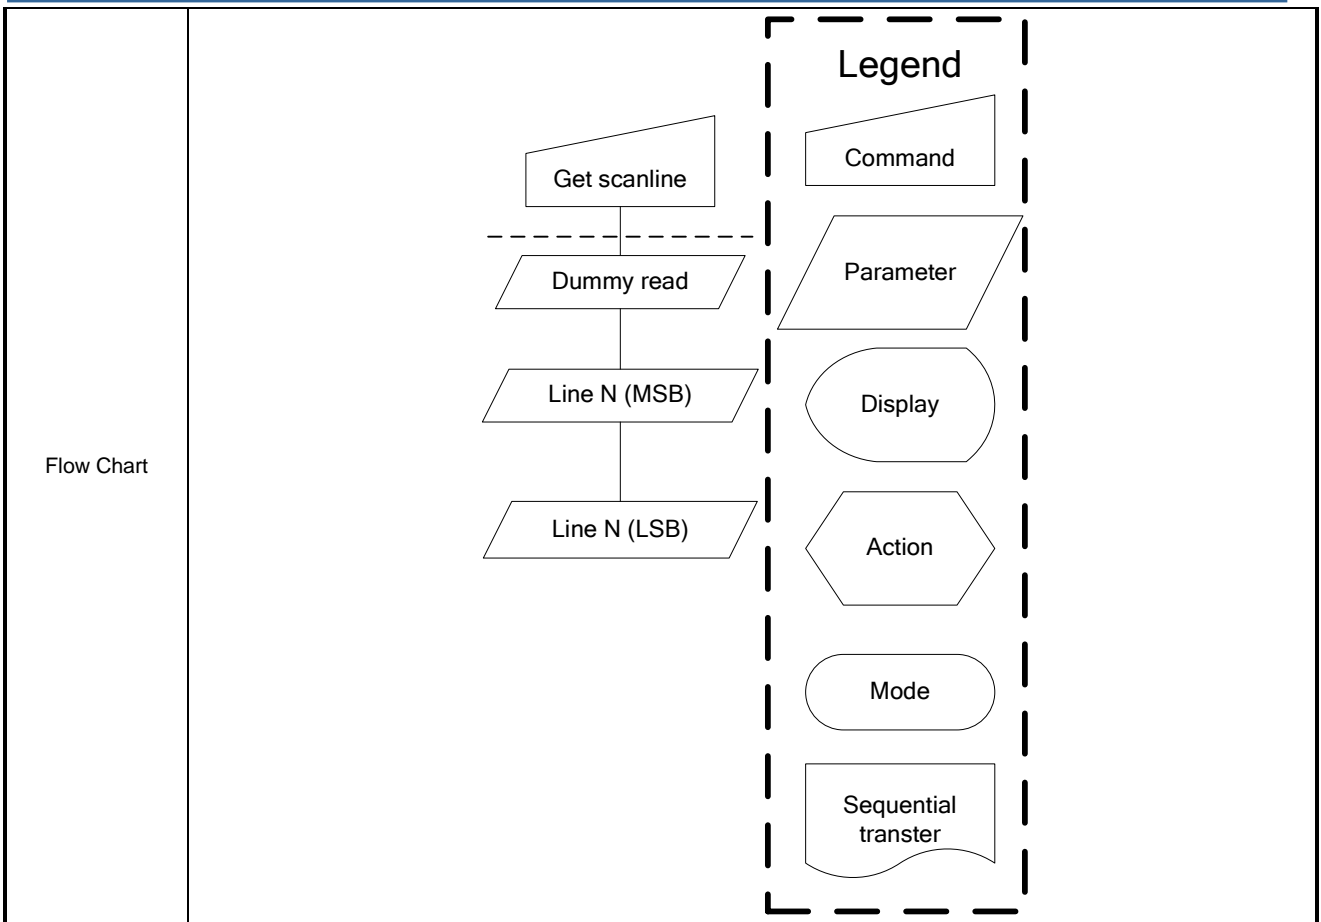 Flow Chart
Get scanline
Dummy read
Line N (MSB)
Line N (LSB)
Legend
Command
Parameter
Display
Action
Mode
Sequential
transter